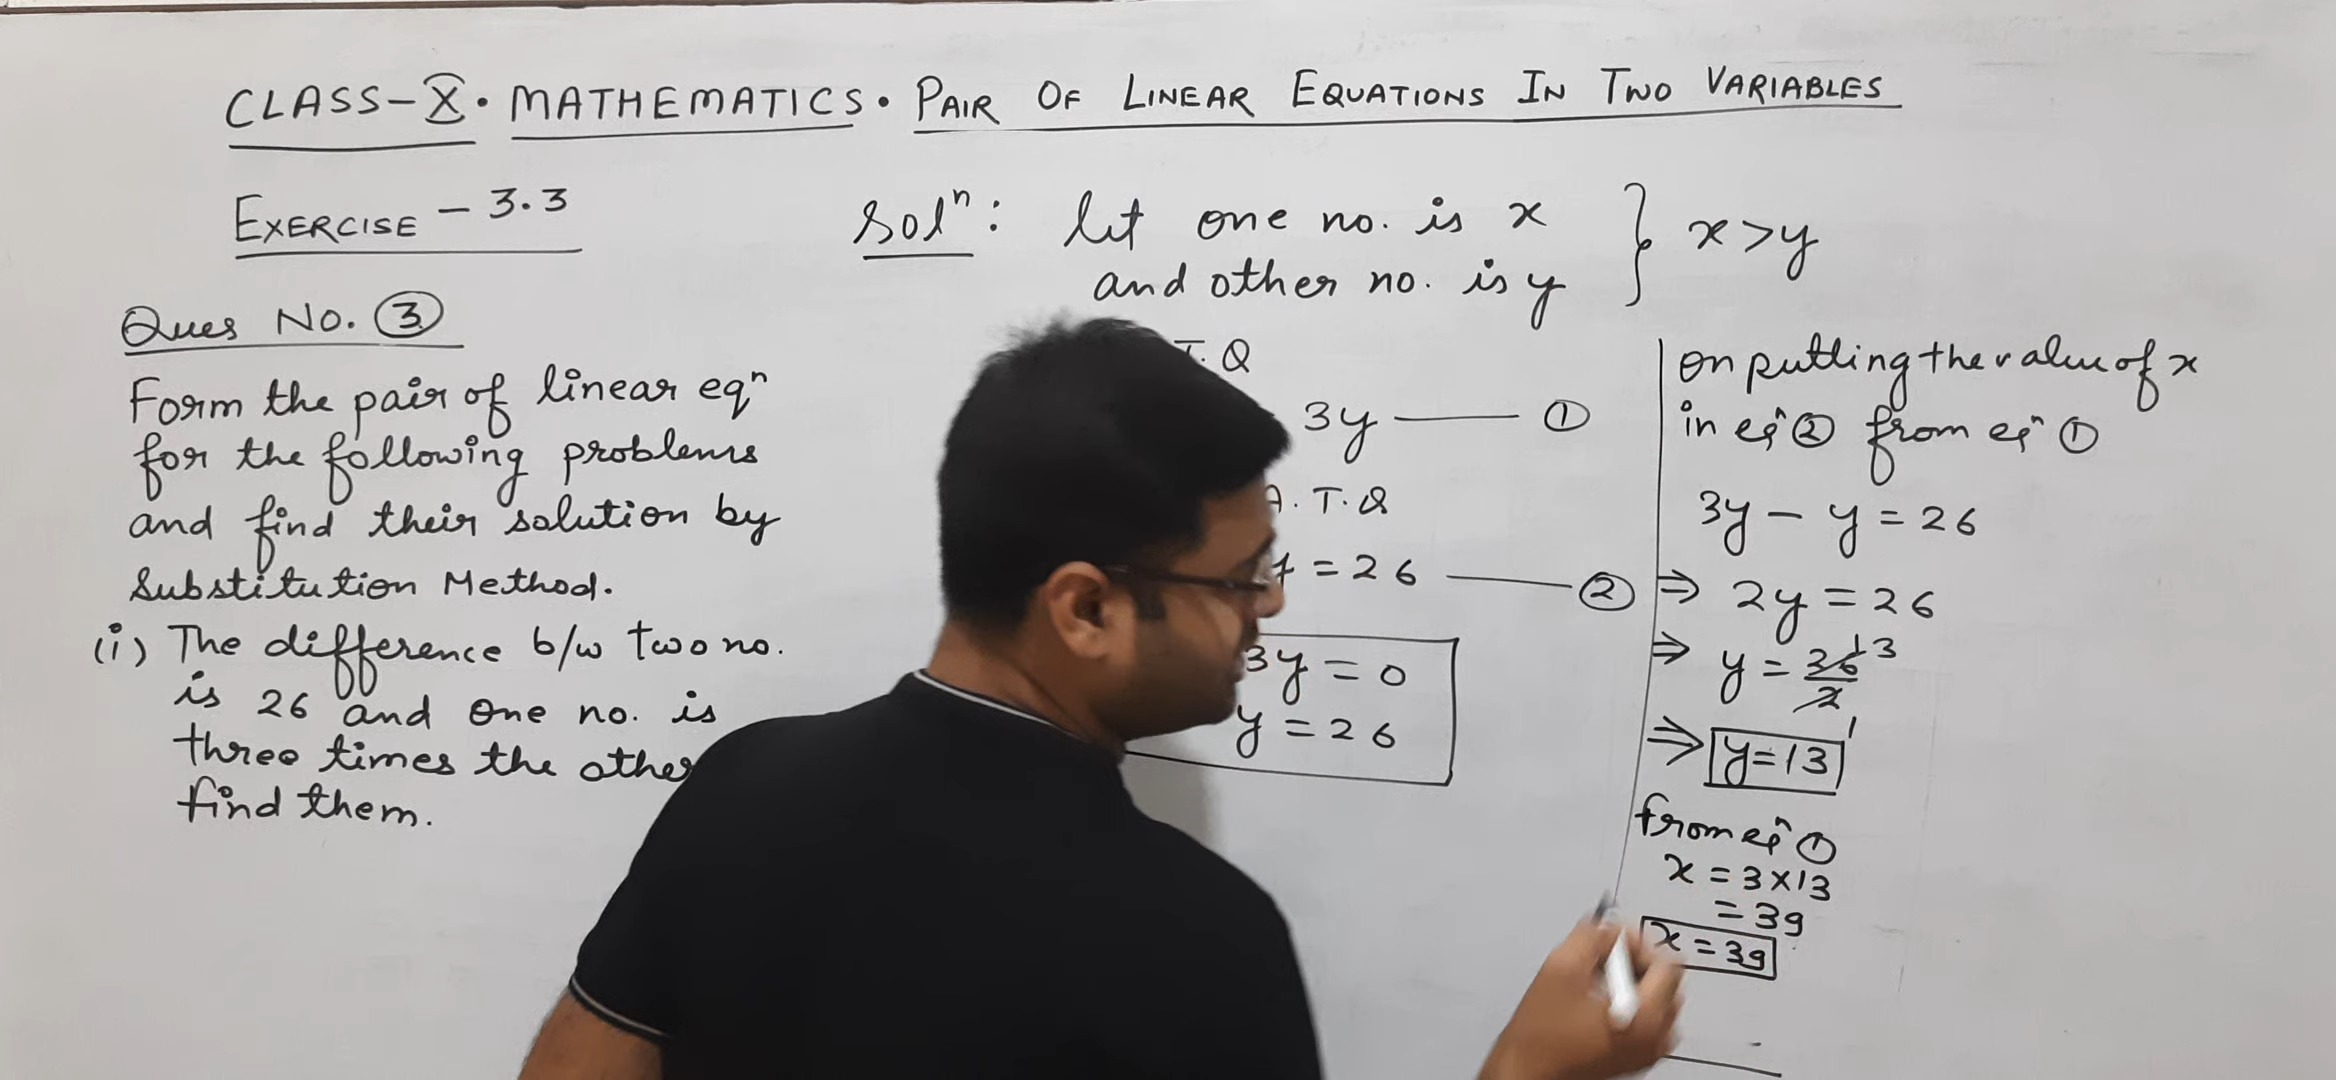 CLASS-X. MATHEMATICS. PAIR OF LINEAR EQUATIONS IN TWO VARIABLES
EXERCISE - 3.3
Ques No. ③
Form the pair of linear eqⁿ
for the following problems
and find their solution by
Substitution Method.
(i) The difference b/w two no.
is 26 and one no. is
three times the other
find them.
Solⁿ: let one no. is x
and other no. is y
} x>y
T. Q
3y —— ①
A. T. Q
= 26 —— ②
3y = 0
y = 26
on putting the value of x
in eqⁿ ② from eqⁿ ①
3y - y = 26
⇒ 2y = 26
⇒ y = 26/2 13
1
⇒ y = 13
from eqⁿ ①
x = 3×13
= 39
x = 39